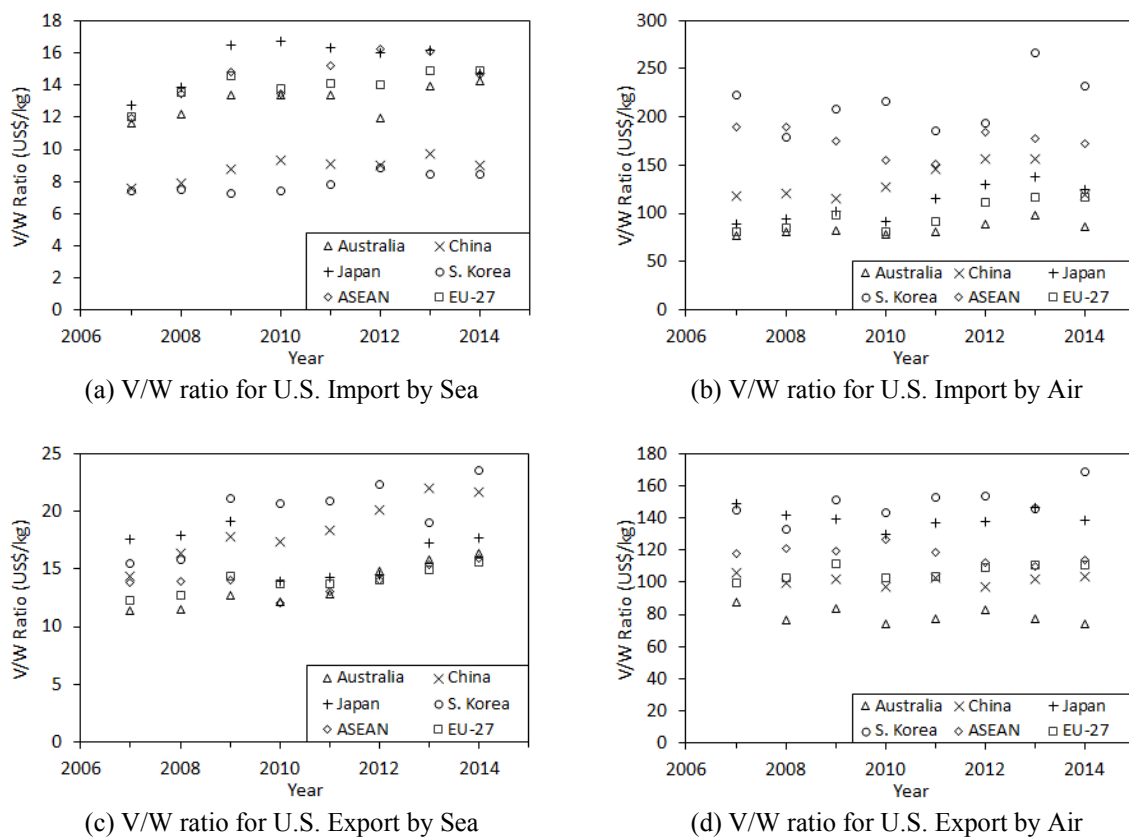 18
16
14
12
10
8
6
4
2
0
V/W Ratio (US$/kg)
Australia China
Japan S. Korea
ASEAN EU-27
2006 2008 2010 2012 2014
Year
(a) V/W ratio for U.S. Import by Sea
300
250
200
150
100
50
0
V/W Ratio (US$/kg)
Australia China Japan
S. Korea ASEAN EU-27
2006 2008 2010 2012 2014
Year
(b) V/W ratio for U.S. Import by Air
25
20
15
10
5
0
V/W Ratio (US$/kg)
Australia China
Japan S. Korea
ASEAN EU-27
2006 2008 2010 2012 2014
Year
(c) V/W ratio for U.S. Export by Sea
180
160
140
120
100
80
60
40
20
0
V/W Ratio (US$/kg)
Australia China Japan
S. Korea ASEAN EU-27
2006 2008 2010 2012 2014
Year
(d) V/W ratio for U.S. Export by Air